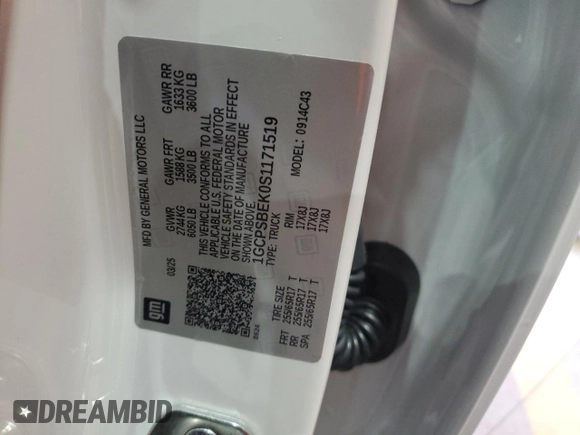 gm
MFD BY GENERAL MOTORS LLC
03/25
GVWR GAWR FRT GAWR RR
2744 KG 1588 KG 1633 KG
6050 LB 3500 LB 3600 LB
THIS VEHICLE CONFORMS TO ALL
APPLICABLE U.S. FEDERAL MOTOR
VEHICLE SAFETY STANDARDS IN EFFECT
ON THE DATE OF MANUFACTURE
SHOWN ABOVE.
1GCPSBEK0S1171519
TYPE: TRUCK MODEL: 0914C43
TIRE SIZE RIM
FRT 255/65R17 T 17X8J
RR 255/65R17 T 17X8J
SPA 255/65R17 T 17X8J
DREAMBID